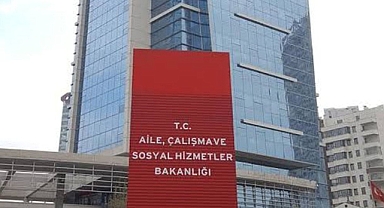 T.C.
AİLE, ÇALIŞMAVE
SOSYAL HİZMETLER
BAKANLIĞI